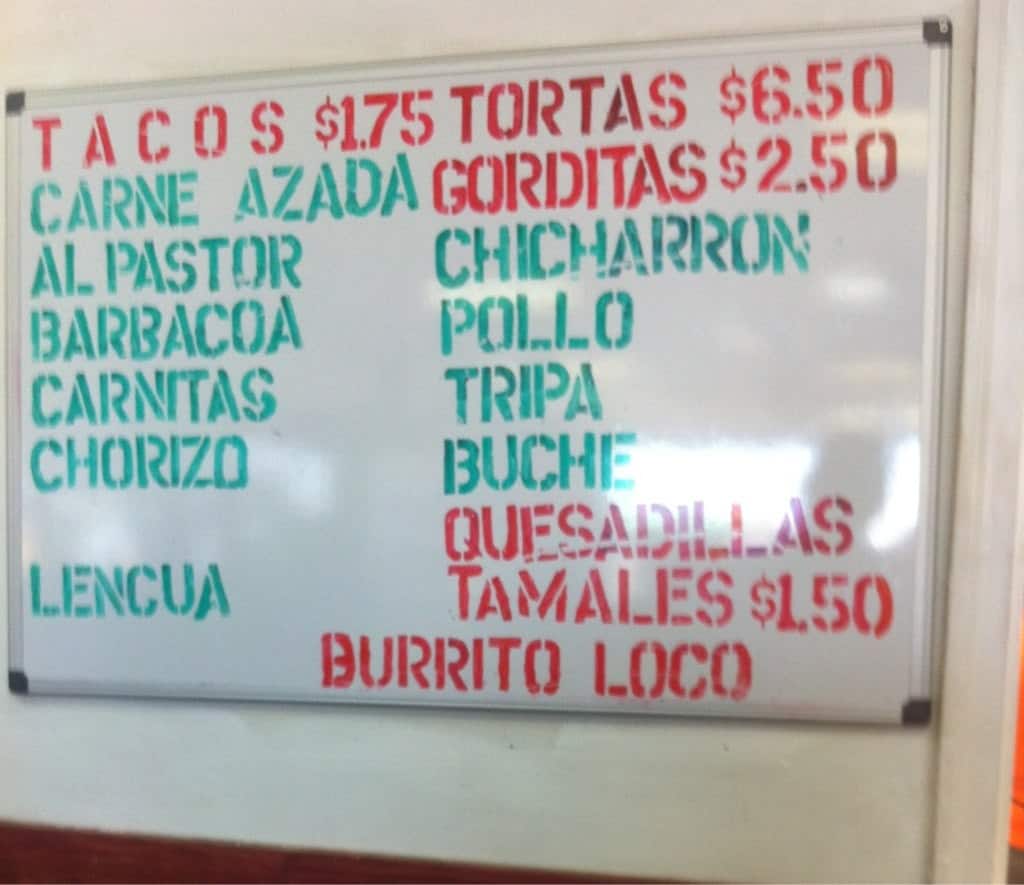 TACOS $1.75 TORTAS $6.50
CARNE AZADA GORDITAS $2.50
AL PASTOR CHICHARRON
BARBACOA POLLO
CARNITAS TRIPA
CHORIZO BUCHE
QUESADILLAS
LENCUA TAMALES $1.50
BURRITO LOCO